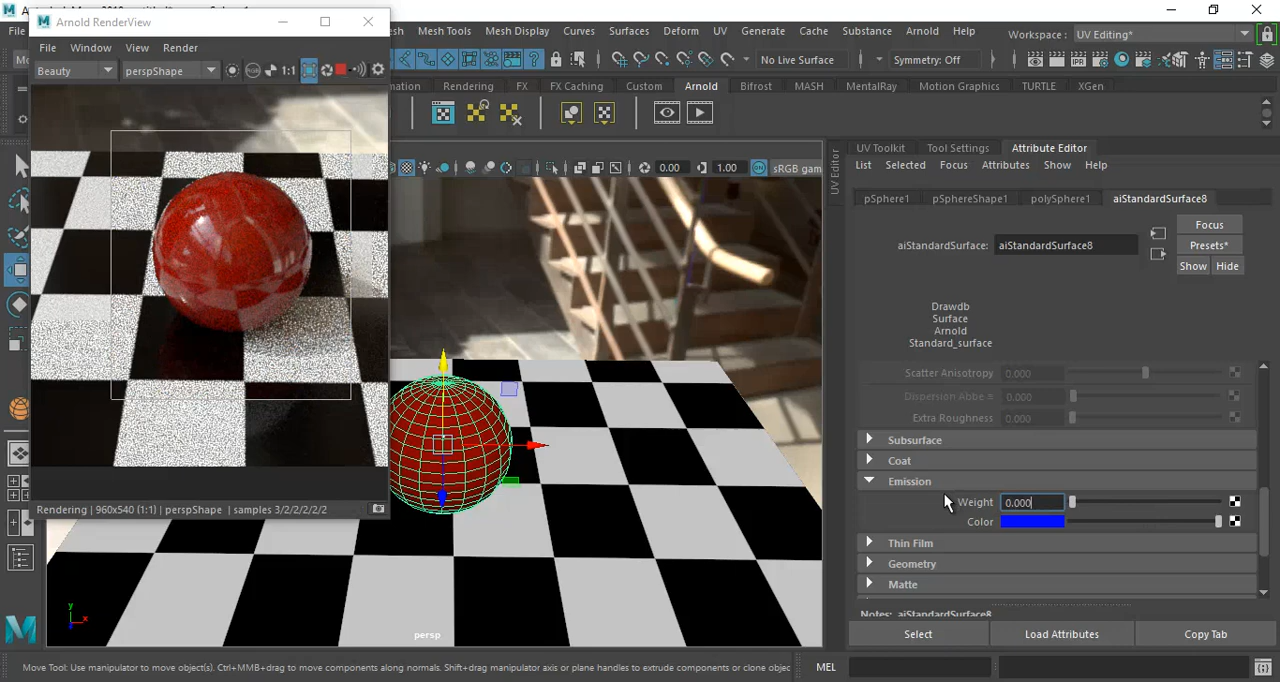 Arnold RenderView
File Window View Render
Beauty perspShape 1:1
File
Mesh Tools Mesh Display Curves Surfaces Deform UV Generate Cache Substance Arnold Help
Workspace : UV Editing*
No Live Surface Symmetry: Off
Rendering FX FX Caching Custom Arnold Bifrost MASH MentalRay Motion Graphics TURTLE XGen
0.00 1.00 sRGB gam
UV Editor
UV Toolkit Tool Settings Attribute Editor
List Selected Focus Attributes Show Help
pSphere1 pSphereShape1 polySphere1 aiStandardSurface8
aiStandardSurface: aiStandardSurface8
Focus
Presets*
Show Hide
Drawdb
Surface
Arnold
Standard_surface
Scatter Anisotropy 0.000
Dispersion Abbe 0.000
Extra Roughness 0.000
Subsurface
Coat
Emission
Weight 0.000
Color
Thin Film
Geometry
Matte
Notes: aiStandardSurface8
Select Load Attributes Copy Tab
Rendering | 960x540 (1:1) | perspShape | samples 3/2/2/2/2/2
y
x
z
persp
Move Tool: Use manipulator to move object(s). Ctrl+MMB+drag to move components along normals. Shift+drag manipulator axis or plane handles to extrude components or clone objec
MEL